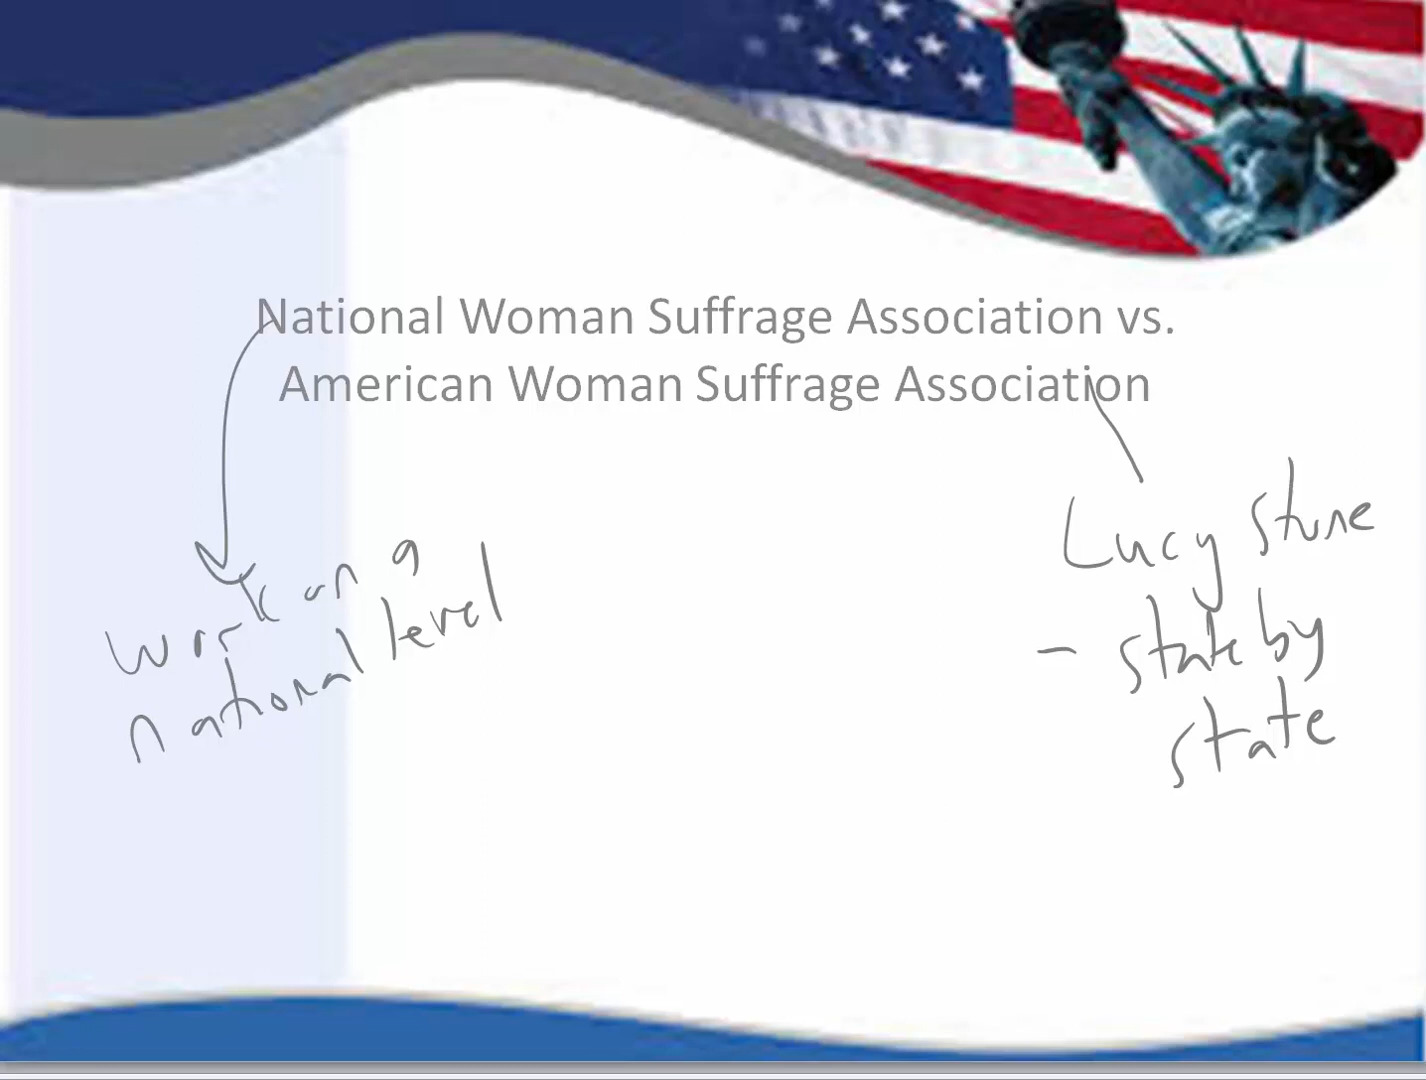 National Woman Suffrage Association vs.
American Woman Suffrage Association
work on a
national level
Lucy Stone
- state by
state